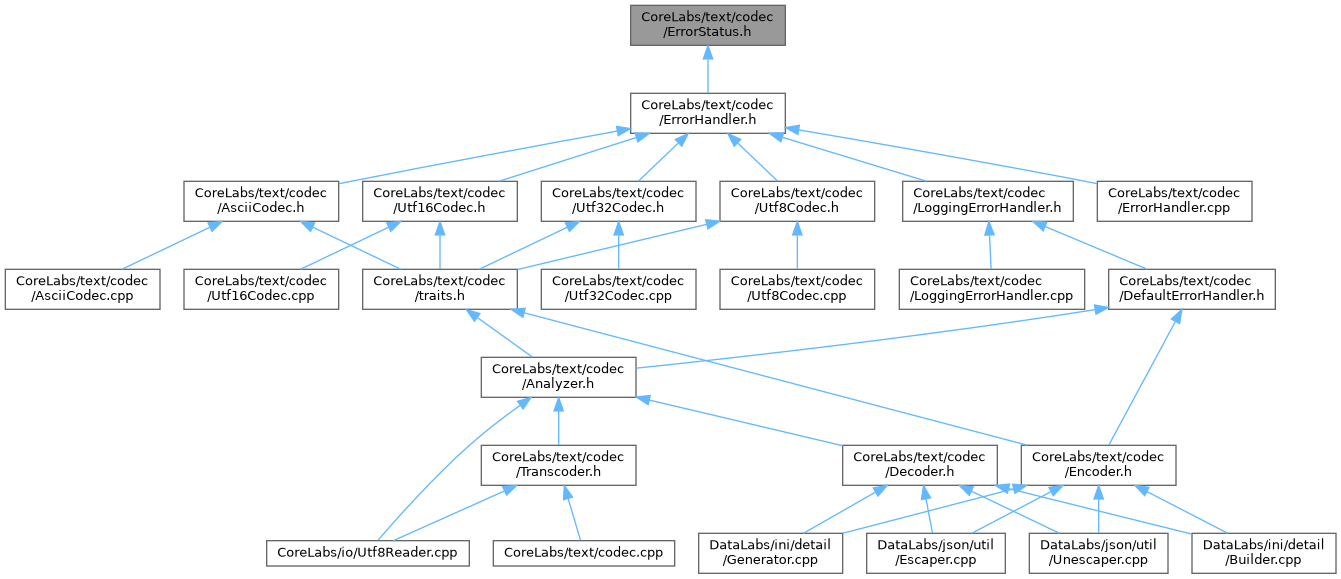 CoreLabs/text/codec
/ErrorStatus.h
CoreLabs/text/codec
/ErrorHandler.h
CoreLabs/text/codec
/AsciiCodec.h
CoreLabs/text/codec
/Utf16Codec.h
CoreLabs/text/codec
/Utf32Codec.h
CoreLabs/text/codec
/Utf8Codec.h
CoreLabs/text/codec
/LoggingErrorHandler.h
CoreLabs/text/codec
/ErrorHandler.cpp
CoreLabs/text/codec
/AsciiCodec.cpp
CoreLabs/text/codec
/Utf16Codec.cpp
CoreLabs/text/codec
/traits.h
CoreLabs/text/codec
/Utf32Codec.cpp
CoreLabs/text/codec
/Utf8Codec.cpp
CoreLabs/text/codec
/LoggingErrorHandler.cpp
CoreLabs/text/codec
/DefaultErrorHandler.h
CoreLabs/text/codec
/Analyzer.h
CoreLabs/text/codec
/Transcoder.h
CoreLabs/text/codec
/Decoder.h
CoreLabs/text/codec
/Encoder.h
CoreLabs/io/Utf8Reader.cpp
CoreLabs/text/codec.cpp
DataLabs/ini/detail
/Generator.cpp
DataLabs/json/util
/Escaper.cpp
DataLabs/json/util
/Unescaper.cpp
DataLabs/ini/detail
/Builder.cpp